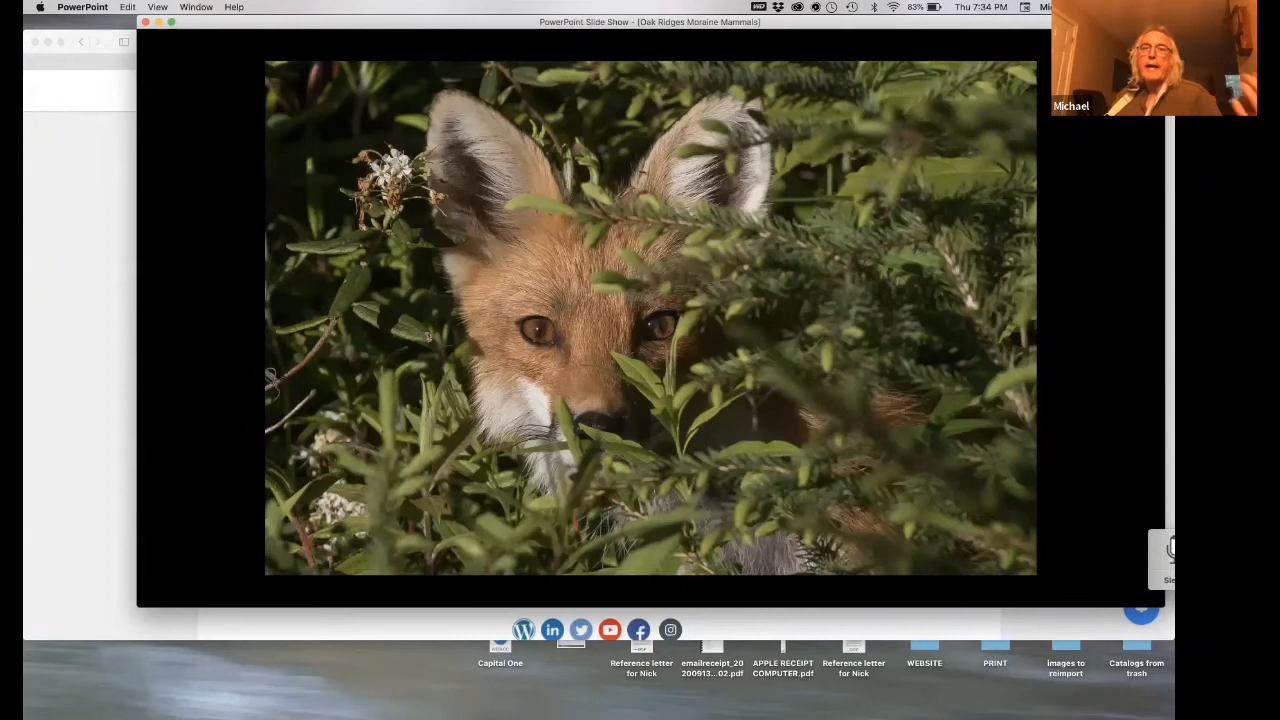 PowerPoint Edit View Window Help
83% Thu 7:34 PM
PowerPoint Slide Show - [Oak Ridges Moraine Mammals]
Michael
Capital One
Reference letter
for Nick
emailreceipt_20
200913...02.pdf
APPLE RECEIPT
COMPUTER.pdf
Reference letter
for Nick
WEBSITE
PRINT
images to
reimport
Catalogs from
trash